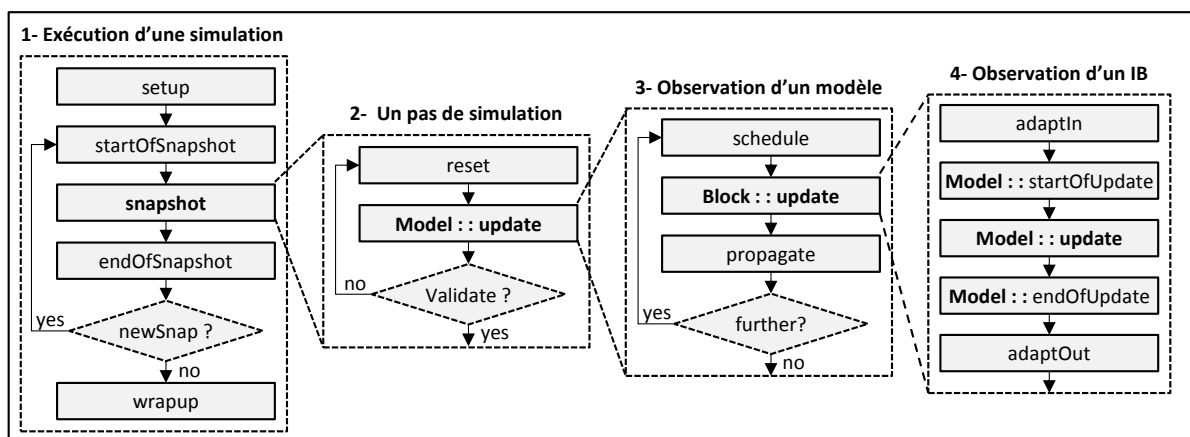 1- Exécution d'une simulation
setup
startOfSnapshot
snapshot
endOfSnapshot
yes
newSnap ?
no
wrapup
2- Un pas de simulation
reset
Model : : update
no
Validate ?
yes
3- Observation d'un modèle
schedule
Block : : update
propagate
yes
further?
no
4- Observation d'un IB
adaptIn
Model : : startOfUpdate
Model : : update
Model : : endOfUpdate
adaptOut